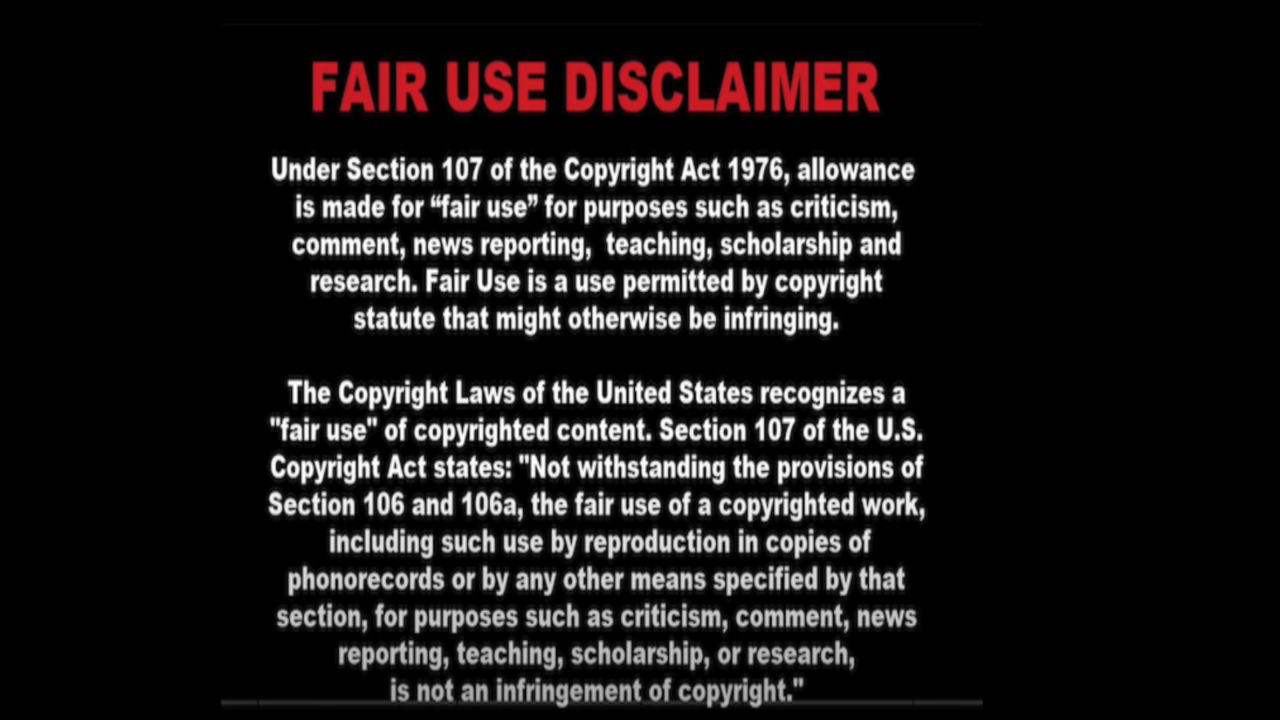 FAIR USE DISCLAIMER
Under Section 107 of the Copyright Act 1976, allowance
is made for “fair use” for purposes such as criticism,
comment, news reporting,  teaching, scholarship and
research. Fair Use is a use permitted by copyright
statute that might otherwise be infringing.
The Copyright Laws of the United States recognizes a
"fair use" of copyrighted content. Section 107 of the U.S.
Copyright Act states: "Not withstanding the provisions of
Section 106 and 106a, the fair use of a copyrighted work,
including such use by reproduction in copies of
phonorecords or by any other means specified by that
section, for purposes such as criticism, comment, news
reporting, teaching, scholarship, or research,
is not an infringement of copyright."